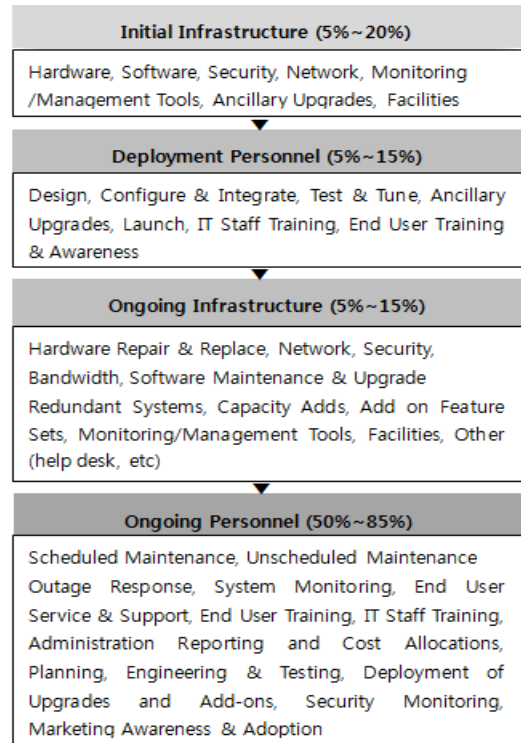 Initial Infrastructure (5%~20%)
Hardware, Software, Security, Network, Monitoring
/Management Tools, Ancillary Upgrades, Facilities
Deployment Personnel (5%~15%)
Design, Configure & Integrate, Test & Tune, Ancillary
Upgrades, Launch, IT Staff Training, End User Training
& Awareness
Ongoing Infrastructure (5%~15%)
Hardware Repair & Replace, Network, Security,
Bandwidth, Software Maintenance & Upgrade
Redundant Systems, Capacity Adds, Add on Feature
Sets, Monitoring/Management Tools, Facilities, Other
(help desk, etc)
Ongoing Personnel (50%~85%)
Scheduled Maintenance, Unscheduled Maintenance
Outage Response, System Monitoring, End User
Service & Support, End User Training, IT Staff Training,
Administration Reporting and Cost Allocations,
Planning, Engineering & Testing, Deployment of
Upgrades and Add-ons, Security Monitoring,
Marketing Awareness & Adoption